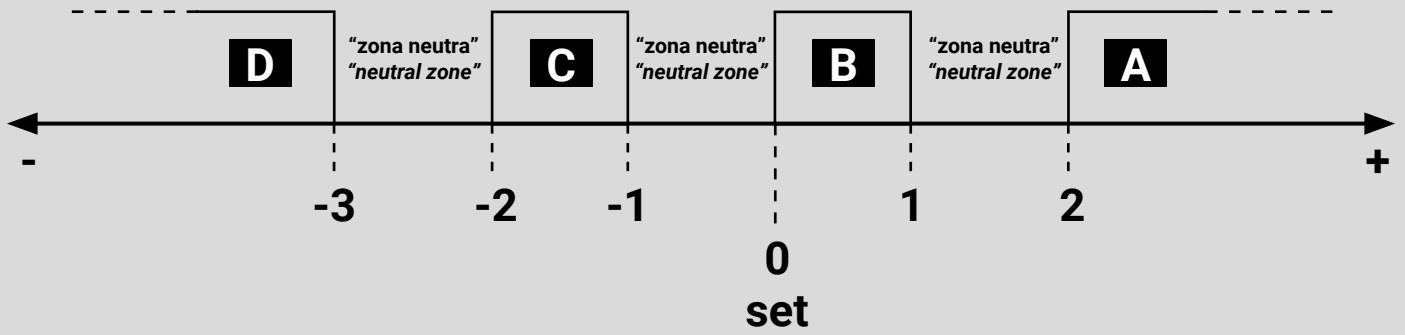 D
“zona neutra”
“neutral zone”
C
“zona neutra”
“neutral zone”
B
“zona neutra”
“neutral zone”
A
-
+
-3
-2
-1
1
2
0
set